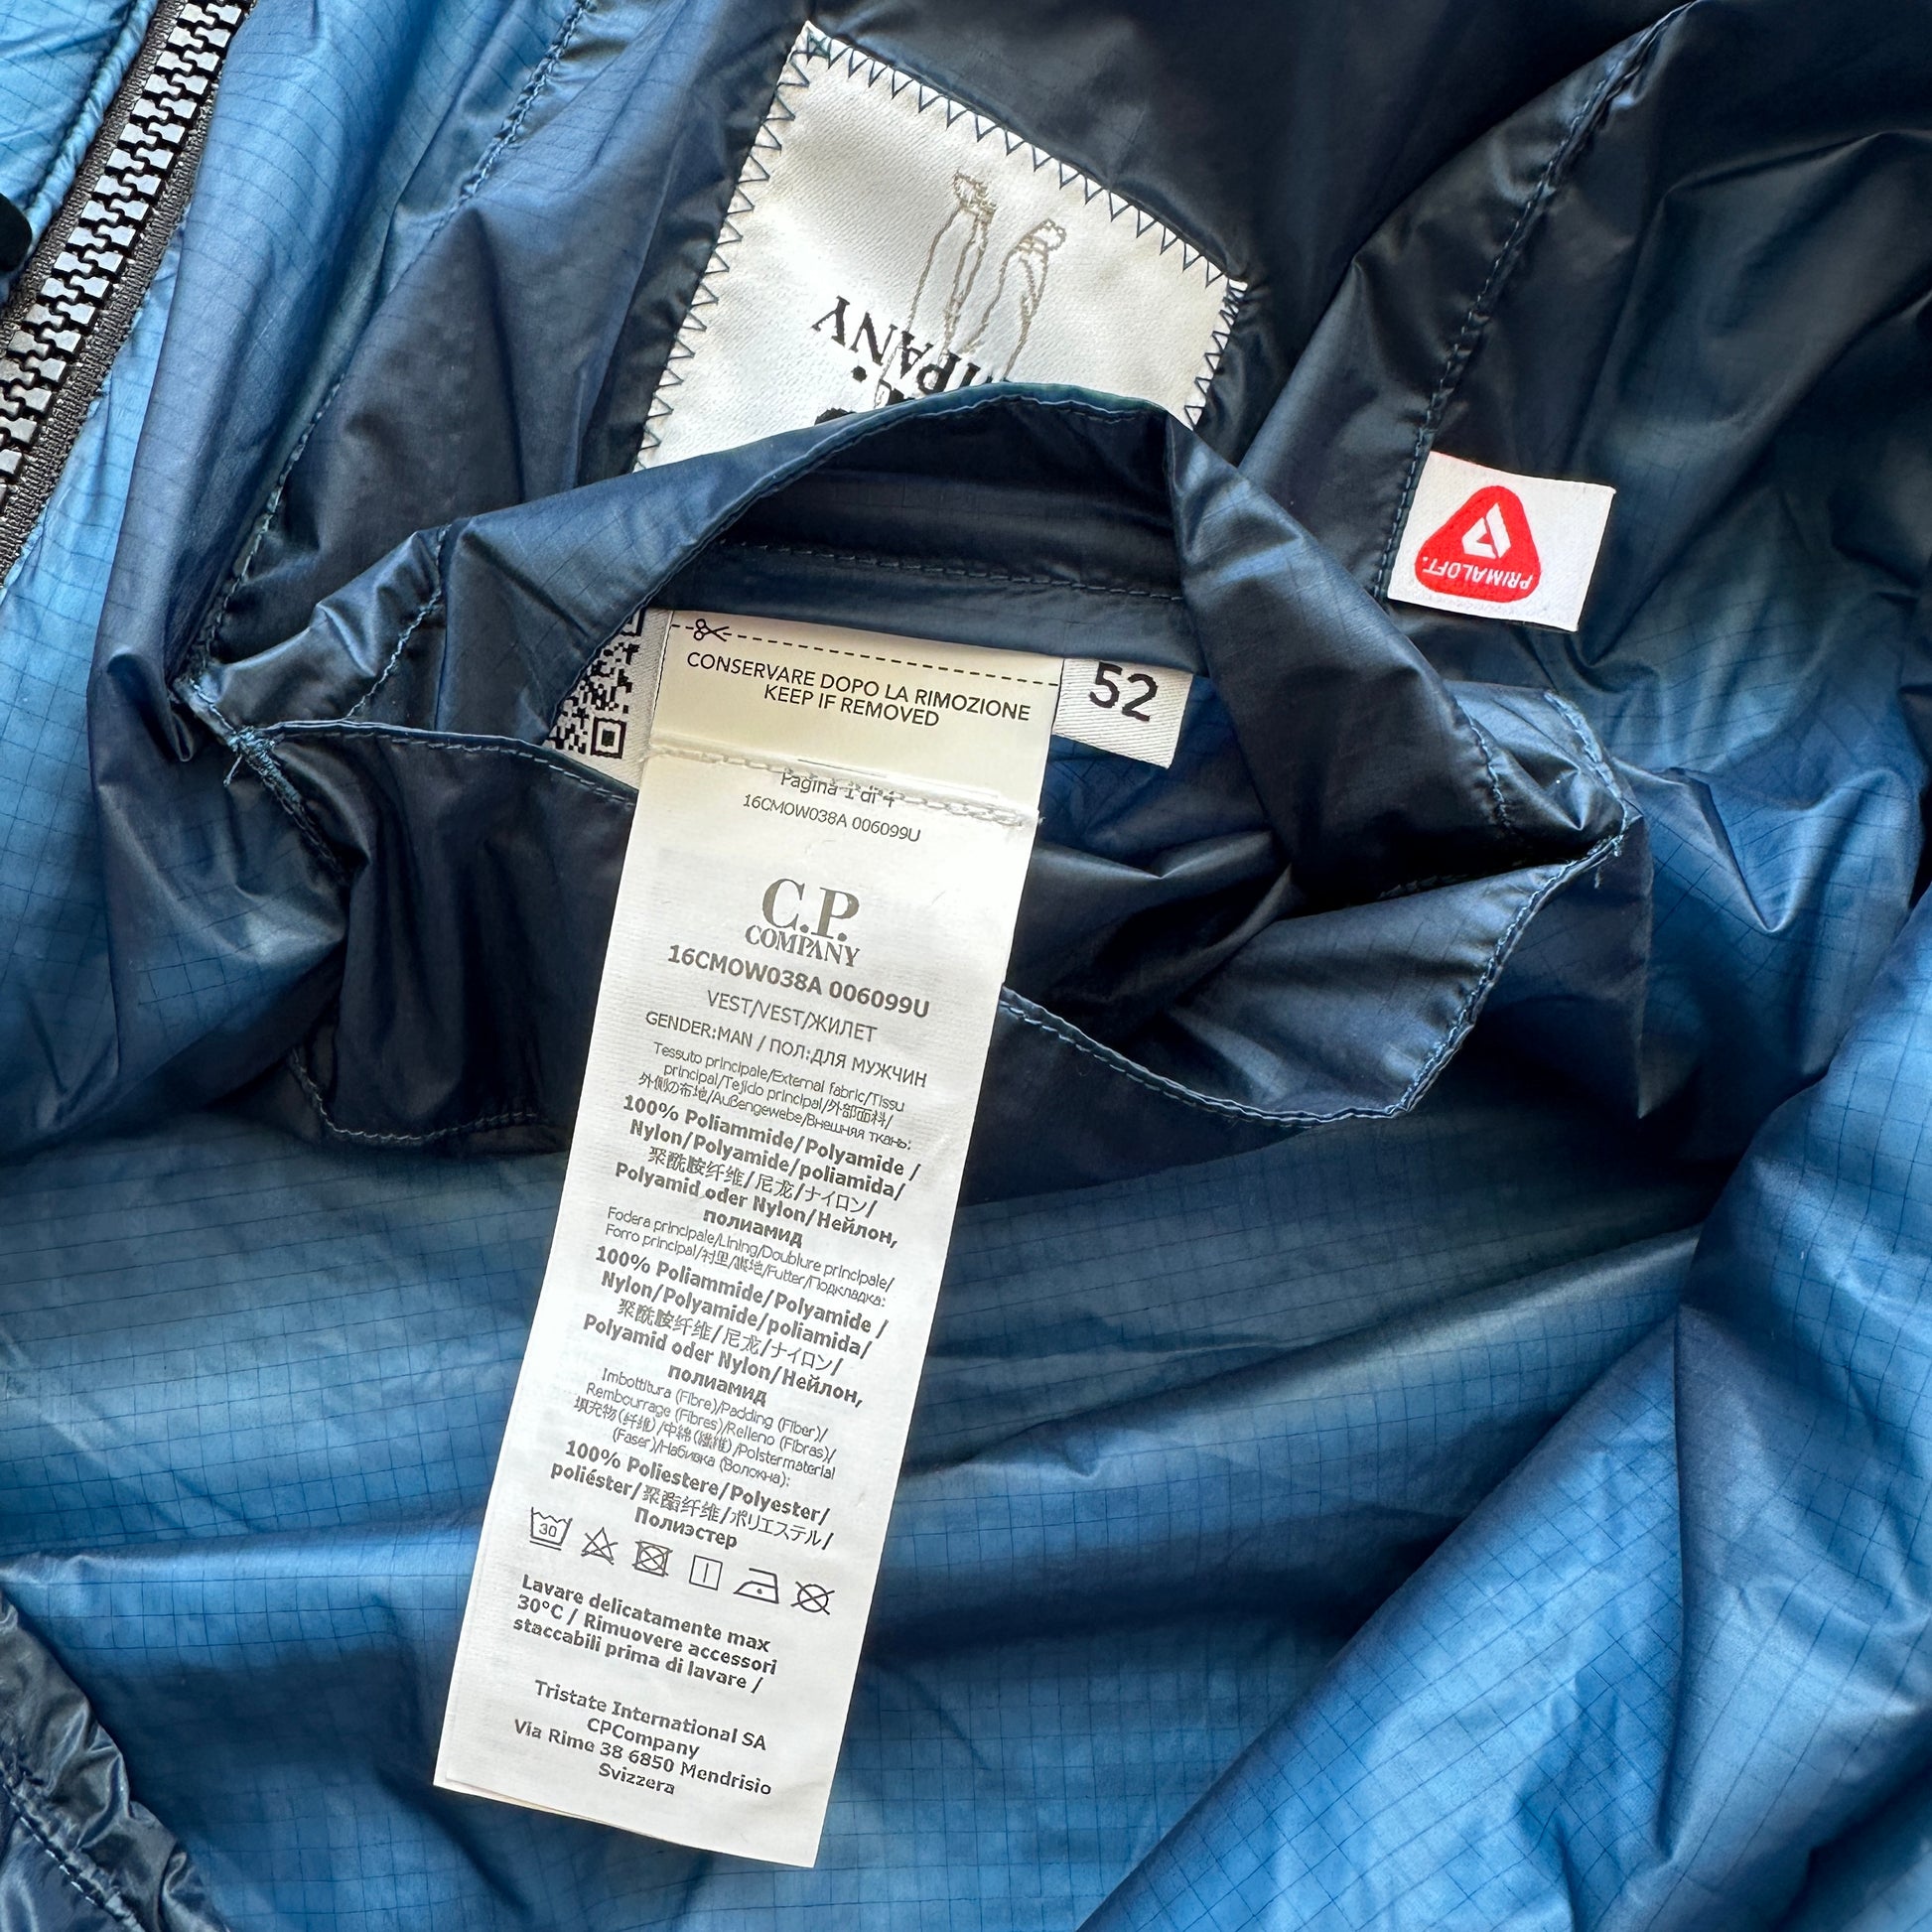 COMPANY
PRIMALOFT.
52
CONSERVARE DOPO LA RIMOZIONE
KEEP IF REMOVED
Pagina 1 di 4
16CMOW038A 006099U
C.P.
COMPANY
16CMOW038A 006099U
VEST/VEST/ЖИЛЕТ
GENDER:MAN / ПОЛ:ДЛЯ МУЖЧИН
Tessuto principale/External fabric/Tissu
principal/Tejido principal/外部面料/
外側の布地/Außengewebe/Внешняя ткань:
100% Poliammide/Polyamide /
Nylon/Polyamide/poliamida/
聚酰胺纤维/尼龙/ナイロン/
Polyamid oder Nylon/Нейлон,
полиамид
Fodera principale/Lining/Doublure principale/
Forro principal/衬里/裏地/Futter/Подкладка:
100% Poliammide/Polyamide /
Nylon/Polyamide/poliamida/
聚酰胺纤维/尼龙/ナイロン/
Polyamid oder Nylon/Нейлон,
полиамид
Imbottitura (Fibre)/Padding (Fiber)/
Rembourrage (Fibres)/Relleno (Fibras)/
填充物(纤维)/中綿(繊維)/Polstermaterial
(Faser)/Набивка (Волокна):
100% Poliestere/Polyester/
poliéster/聚酯纤维/ポリエステル/
Полиэстер
30
Lavare delicatamente max
30°C / Rimuovere accessori
staccabili prima di lavare /
Tristate International SA
CPCompany
Via Rime 38 6850 Mendrisio
Svizzera